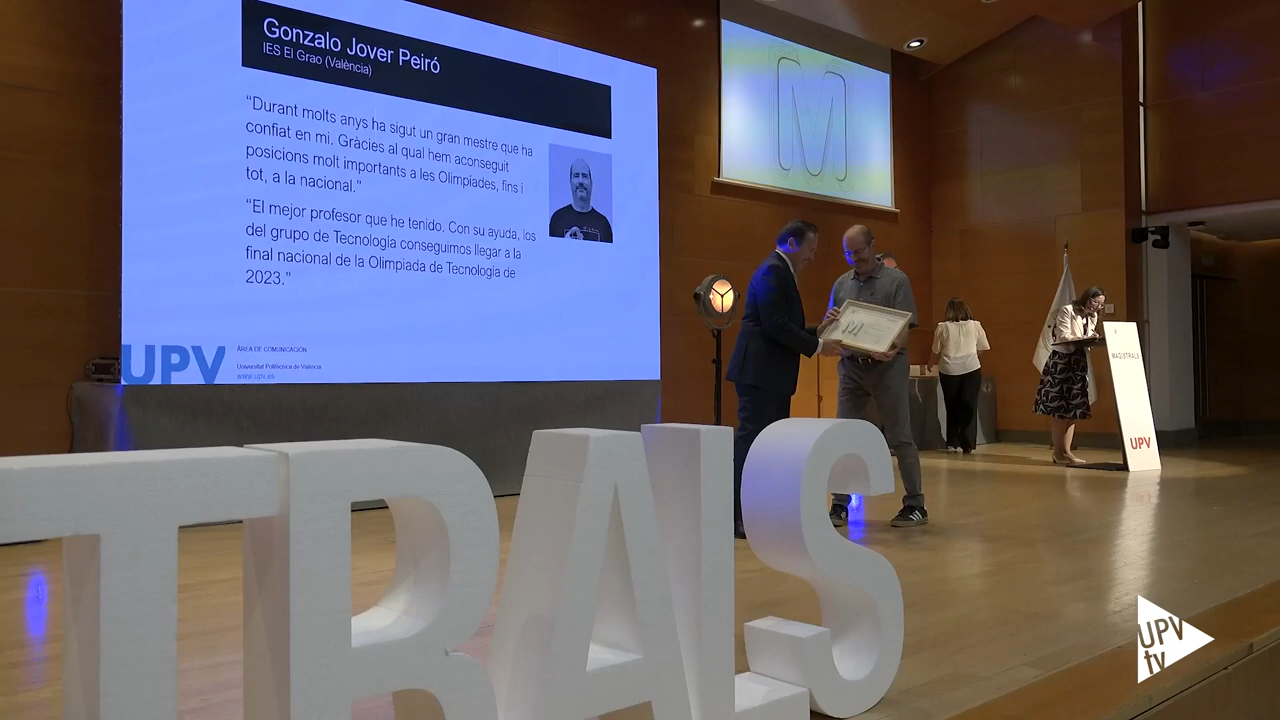 Gonzalo Jover Peiró
IES El Grao (València)
“Durant molts anys ha sigut un gran mestre que ha
confiat en mi. Gràcies al qual hem aconseguit
posicions molt importants a les Olimpíades, fins i
tot, a la nacional.”
“El mejor profesor que he tenido. Con su ayuda, los
del grupo de Tecnología conseguimos llegar a la
final nacional de la Olimpiada de Tecnología de
2023.”
UPV
ÀREA DE COMUNICACIÓN
Universitat Politècnica de València
www.upv.es
M
M
MAGISTRALS
UPV
TRALS
UPV
tv